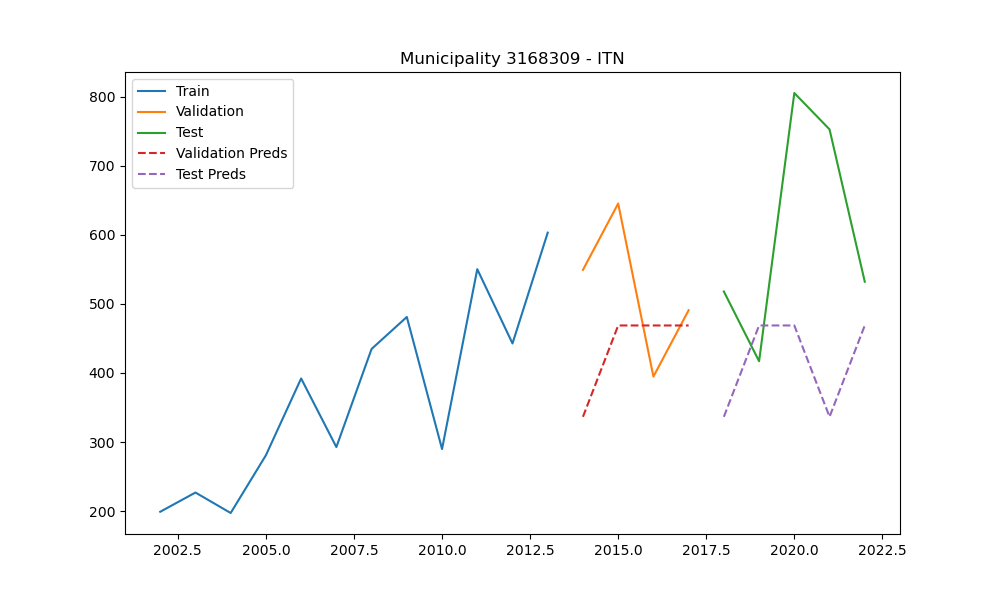 Municipality 3168309 - ITN
Train
Validation
Test
Validation Preds
Test Preds
800
700
600
500
400
300
200
2002.5 2005.0 2007.5 2010.0 2012.5 2015.0 2017.5 2020.0 2022.5